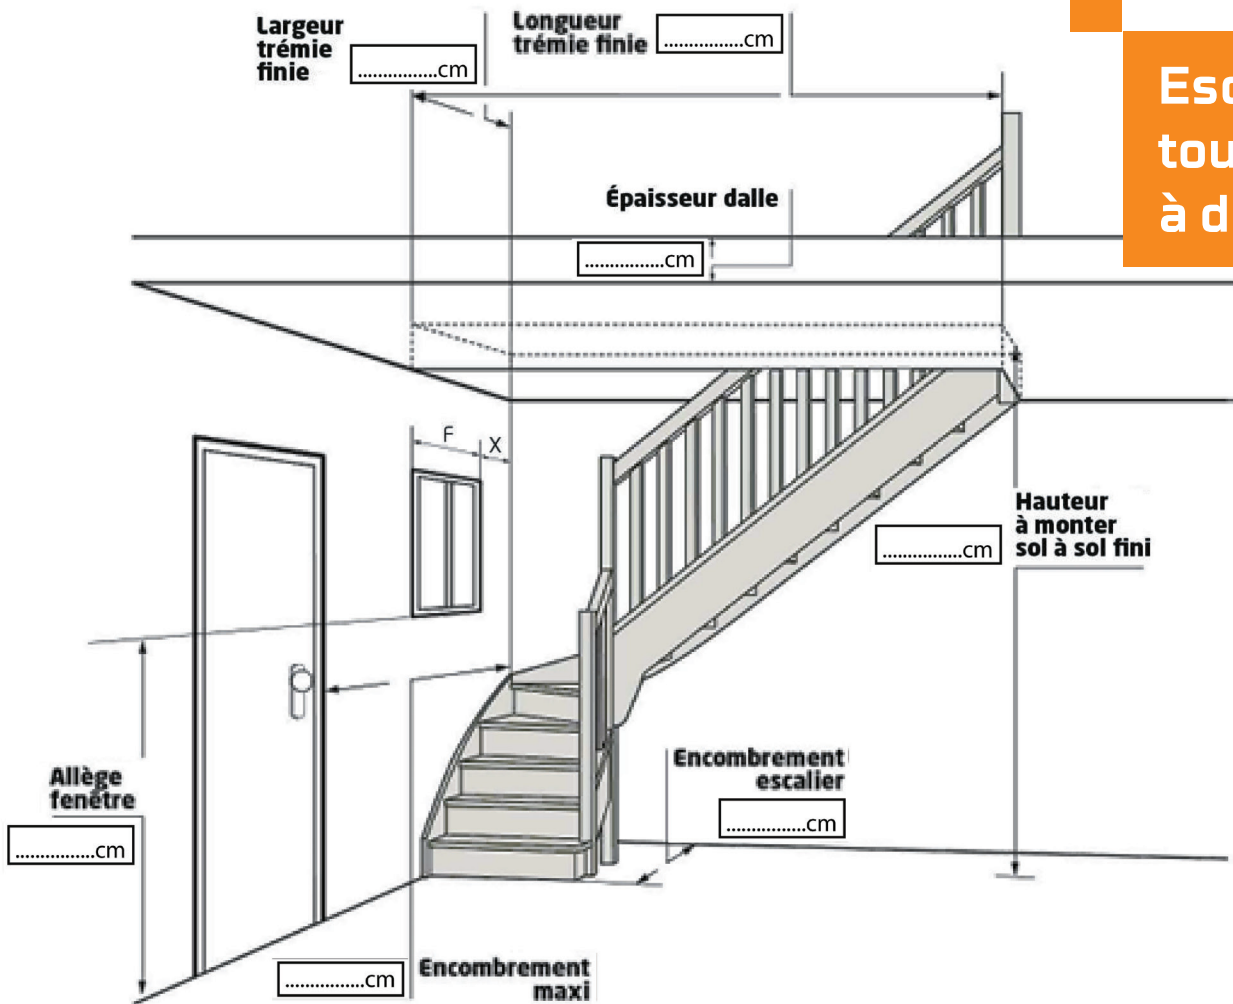 Largeur
trémie
finie
................cm
Longueur
trémie finie
................cm
Esc
tou
à d
Épaisseur dalle
................cm
F
X
Hauteur
à monter
sol à sol fini
................cm
Encombrement
escalier
................cm
Allège
fenêtre
................cm
................cm
Encombrement
maxi